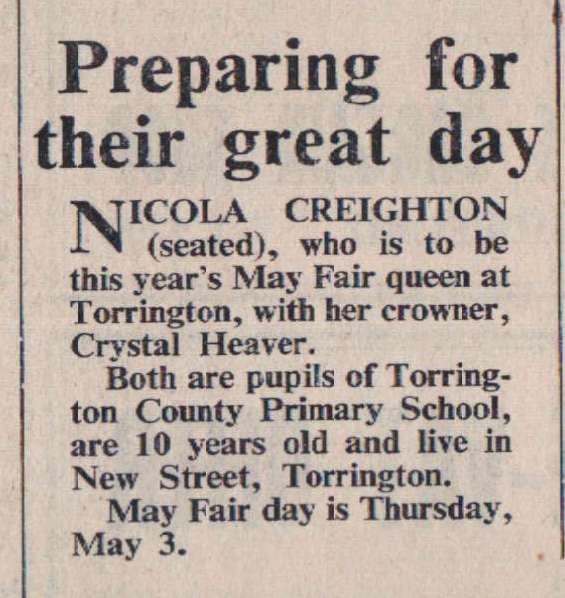 Preparing for
their great day
NICOLA CREIGHTON
(seated), who is to be
this year's May Fair queen at
Torrington, with her crowner,
Crystal Heaver.
Both are pupils of Torring-
ton County Primary School,
are 10 years old and live in
New Street, Torrington.
May Fair day is Thursday,
May 3.